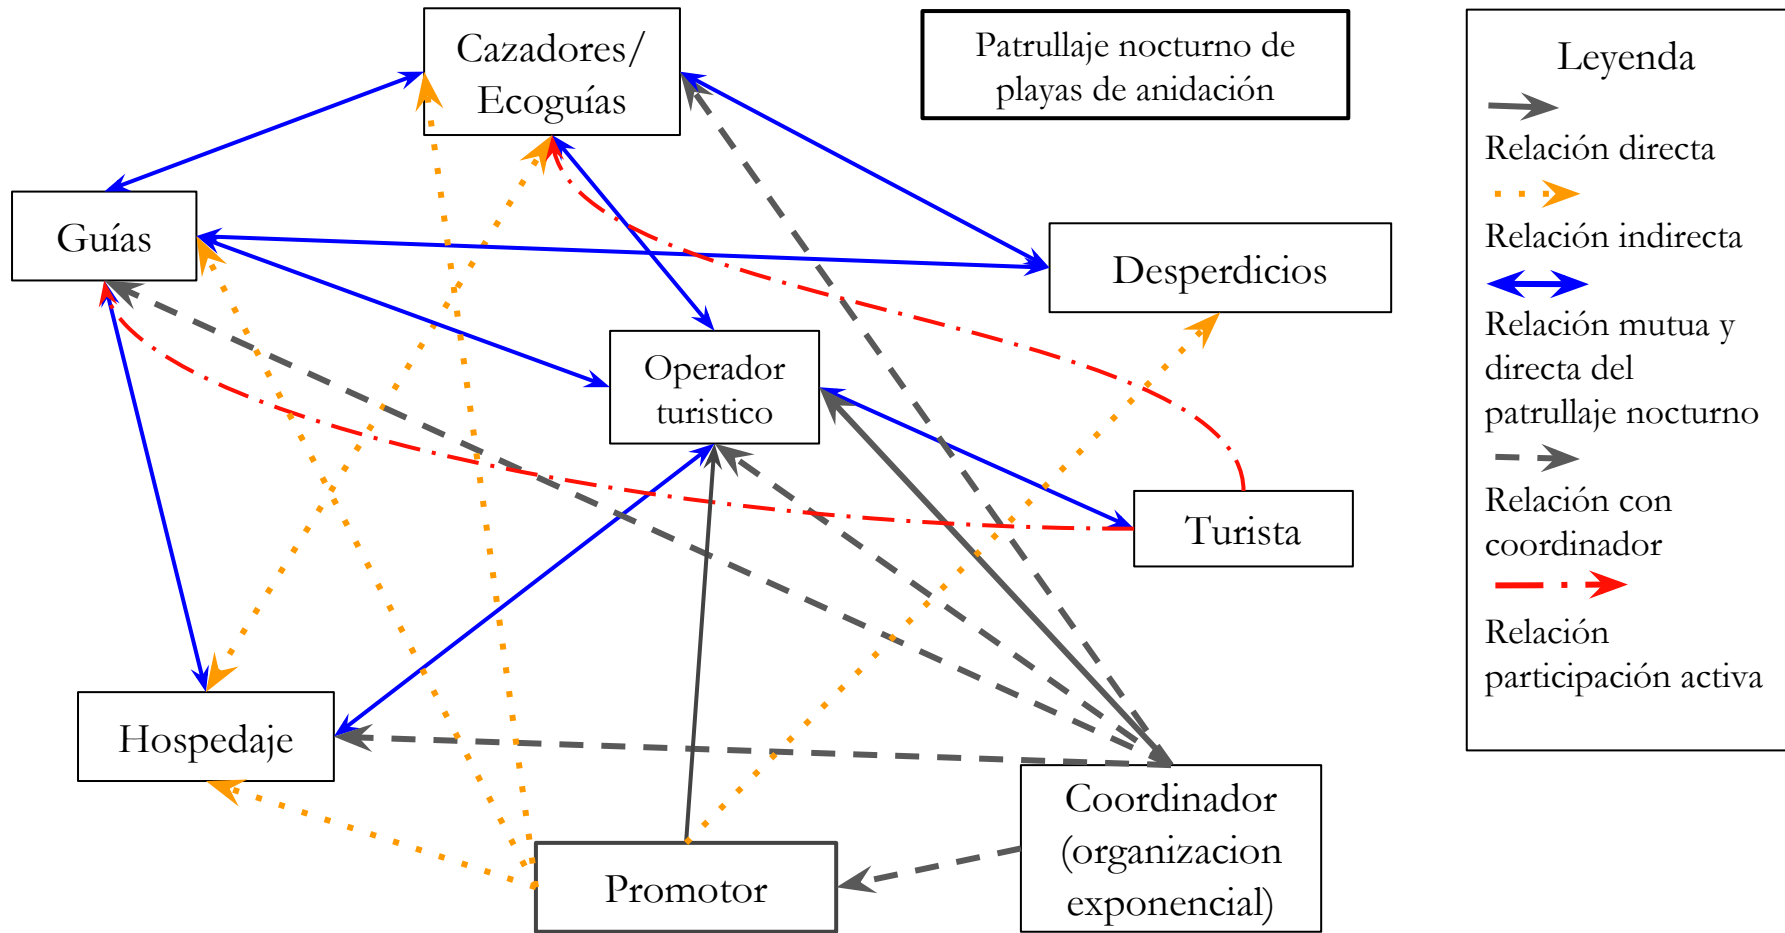 Cazadores/
Ecoguías
Patrullaje nocturno de
playas de anidación
Guías
Desperdicios
Operador
turistico
Turista
Hospedaje
Promotor
Coordinador
(organizacion
exponencial)
Leyenda
Relación directa
Relación indirecta
Relación mutua y
directa del
patrullaje nocturno
Relación con
coordinador
Relación
participación activa